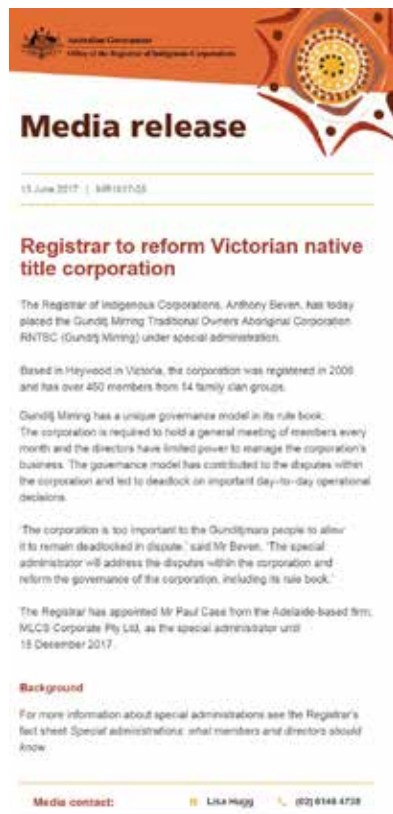 Australian Government
Office of the Registrar of Indigenous Corporations
Media release
15 June 2017 | MR1617-
Registrar to reform Victorian native
title corporation
The Registrar of Indigenous Corporations, Anthony Beven, has today
placed the Gunditj Mirring Traditional Owners Aboriginal Corporation
RNTBC (Gunditj Mirring) under special administration.
Based in Heywood in Victoria, the corporation was registered in
and has over members from 14 family clan groups.
Gunditj Mirring has a unique governance model in its rule book.
The corporation is required to hold a general meeting of members every
month and the directors have limited power to manage the corporation's
business. The governance model has contributed to the disputes within
the corporation and led to deadlock on important day–to–day operational
decisions.
'The corporation is too important to the Gunditjmara people to allow
it to remain deadlocked in dispute,' said Mr Beven. 'The special
administrator will address the disputes within the corporation and
reform the governance of the corporation, including its rule book.'
The Registrar has appointed Mr Paul Case from the Adelaide-based firm,
MLCS Corporate Pty Ltd, as the special administrator until
15 December 2017.
Background
For more information about special administrations see the Registrar's
fact sheet Special administrations: what members and directors should
know.
Media contact: Lisa Hugg (02) 6146 4738